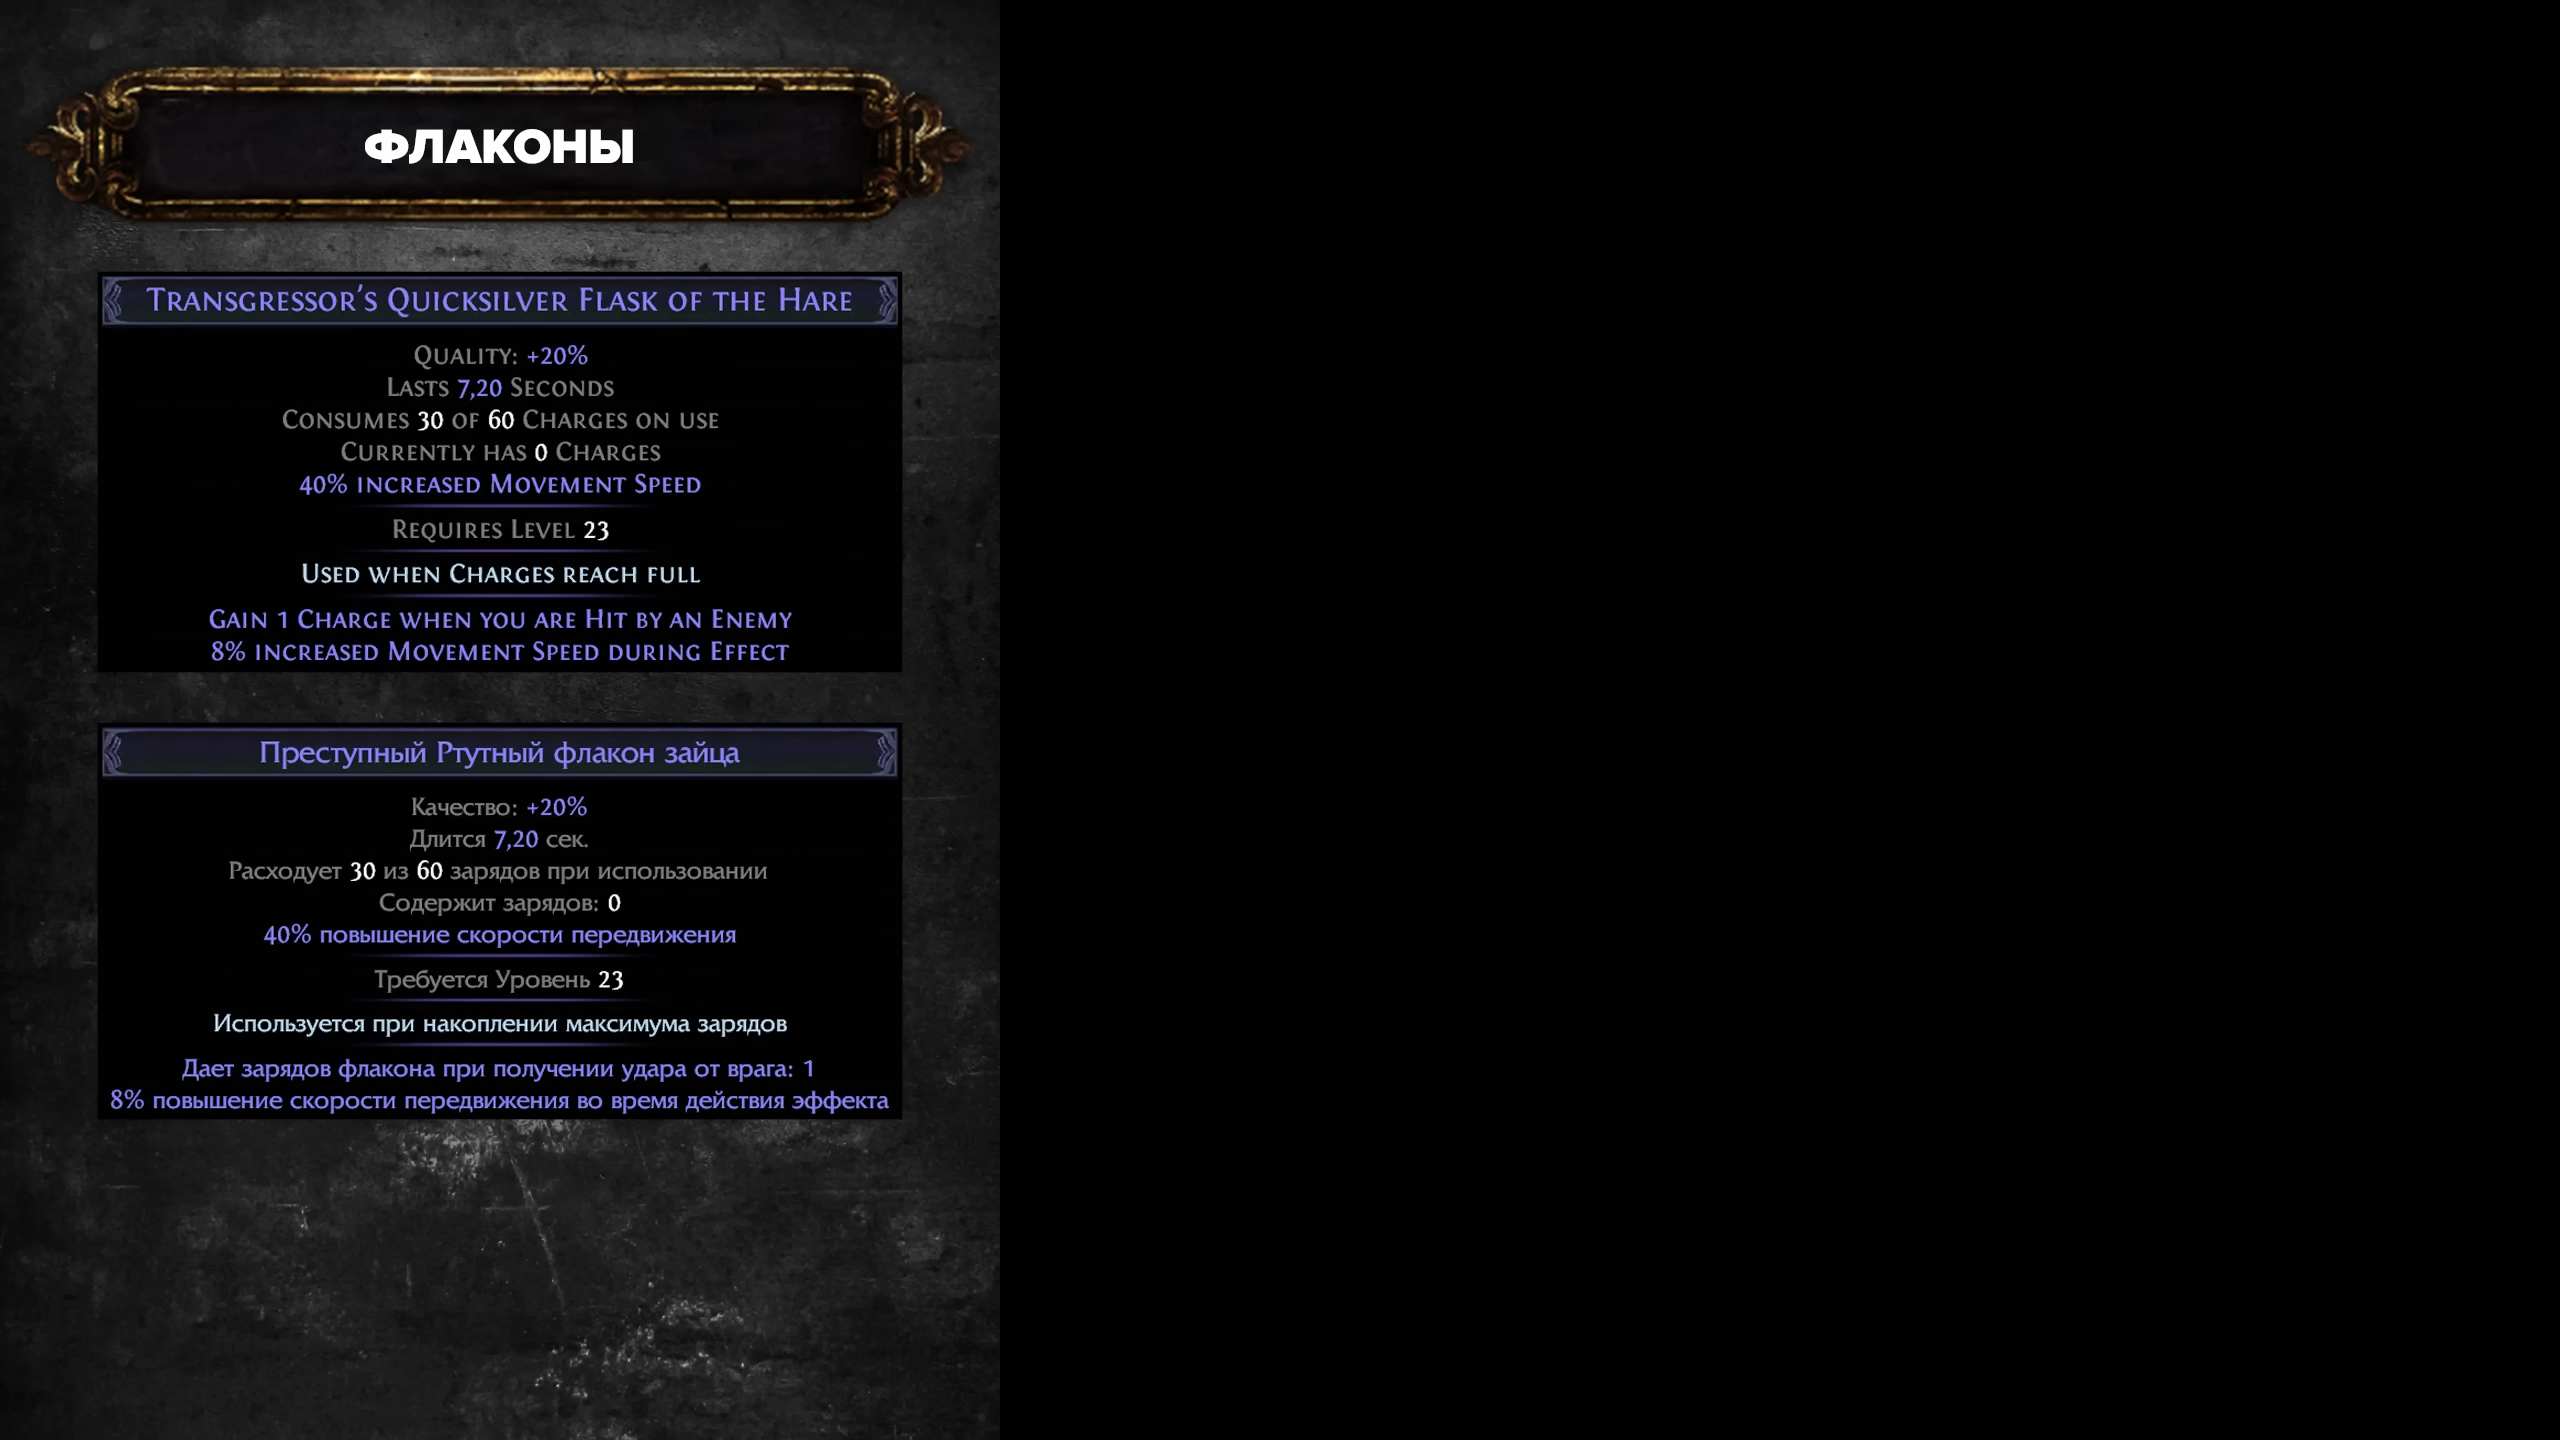 ФЛАКОНЫ
Transgressor's Quicksilver Flask of the Hare
Quality: +20%
Lasts 7,20 Seconds
Consumes 30 of 60 Charges on use
Currently has 0 Charges
40% increased Movement Speed
Requires Level 23
Used when Charges reach full
Gain 1 Charge when you are Hit by an Enemy
8% increased Movement Speed during Effect
Преступный Ртутный флакон зайца
Качество: +20%
Длится 7,20 сек.
Расходует 30 из 60 зарядов при использовании
Содержит зарядов: 0
40% повышение скорости передвижения
Требуется Уровень 23
Используется при накоплении максимума зарядов
Дает зарядов флакона при получении удара от врага: 1
8% повышение скорости передвижения во время действия эффекта